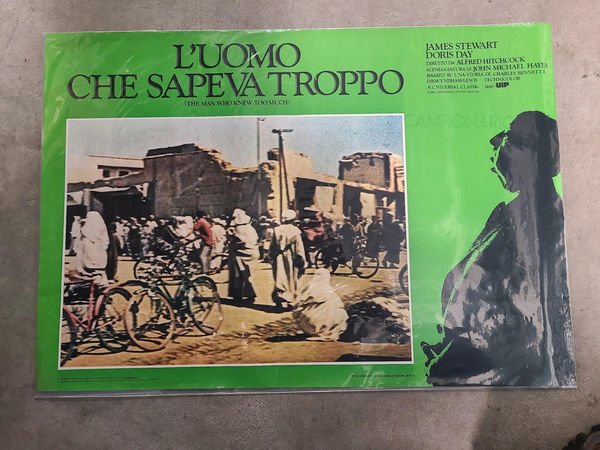 L'UOMO
CHE SAPEVA TROPPO
(THE MAN WHO KNEW TOO MUCH)
JAMES STEWART
DORIS DAY
DIRETTO DA ALFRED HITCHCOCK
SCENEGGIATURA DI JOHN MICHAEL HAYES
BASATO SU UNA STORIA DI CHARLES BENNETT E
D.B. WYNDHAM-LEWIS TECHNICOLOR
A UNIVERSAL CLASSIC UIP
CAMPIONARIO